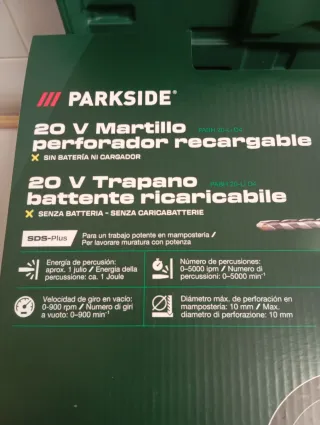 /// PARKSIDE®
20 V Martillo
perforador recargable
X SIN BATERÍA NI CARGADOR
20 V Trapano
battente ricaricabile
X SENZA BATTERIA - SENZA CARICABATTERIE
SDS-Plus
Para un trabajo potente en mampostería /
Per lavorare muratura con potenza
Energía de percusión:
aprox. 1 julio / Energia della
percussione: ca. 1 Joule
Número de percusiones:
0–5000 rpm / Numero di
percussioni: 0–5000 min⁻¹
Velocidad de giro en vacío:
0-900 rpm / Numero di giri
a vuoto: 0-900 min⁻¹
Diámetro máx. de perforación en
mampostería: 10 mm / Max.
diametro di perforazione: 10 mm